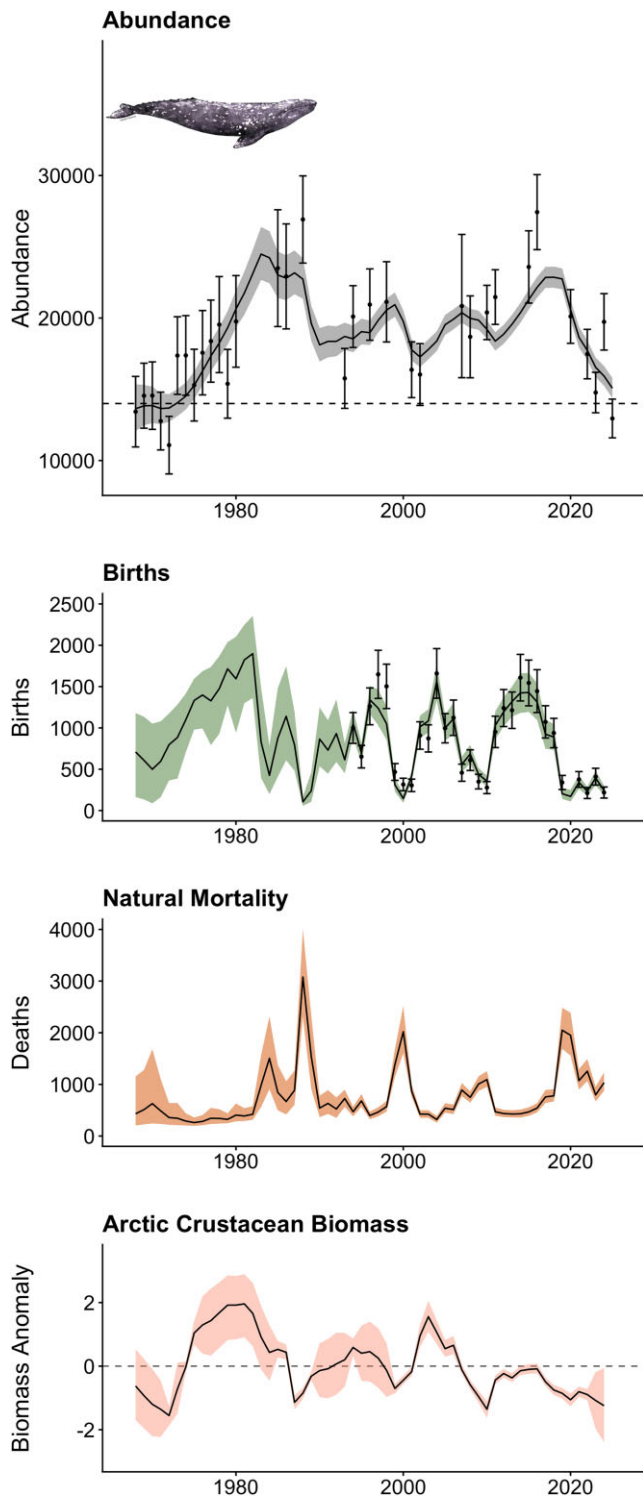 Abundance
Abundance
30000
20000
10000
1980 2000 2020
Births
Births
2500
2000
1500
1000
500
0
1980 2000 2020
Natural Mortality
Deaths
4000
3000
2000
1000
0
1980 2000 2020
Arctic Crustacean Biomass
Biomass Anomaly
2
0
-2
1980 2000 2020